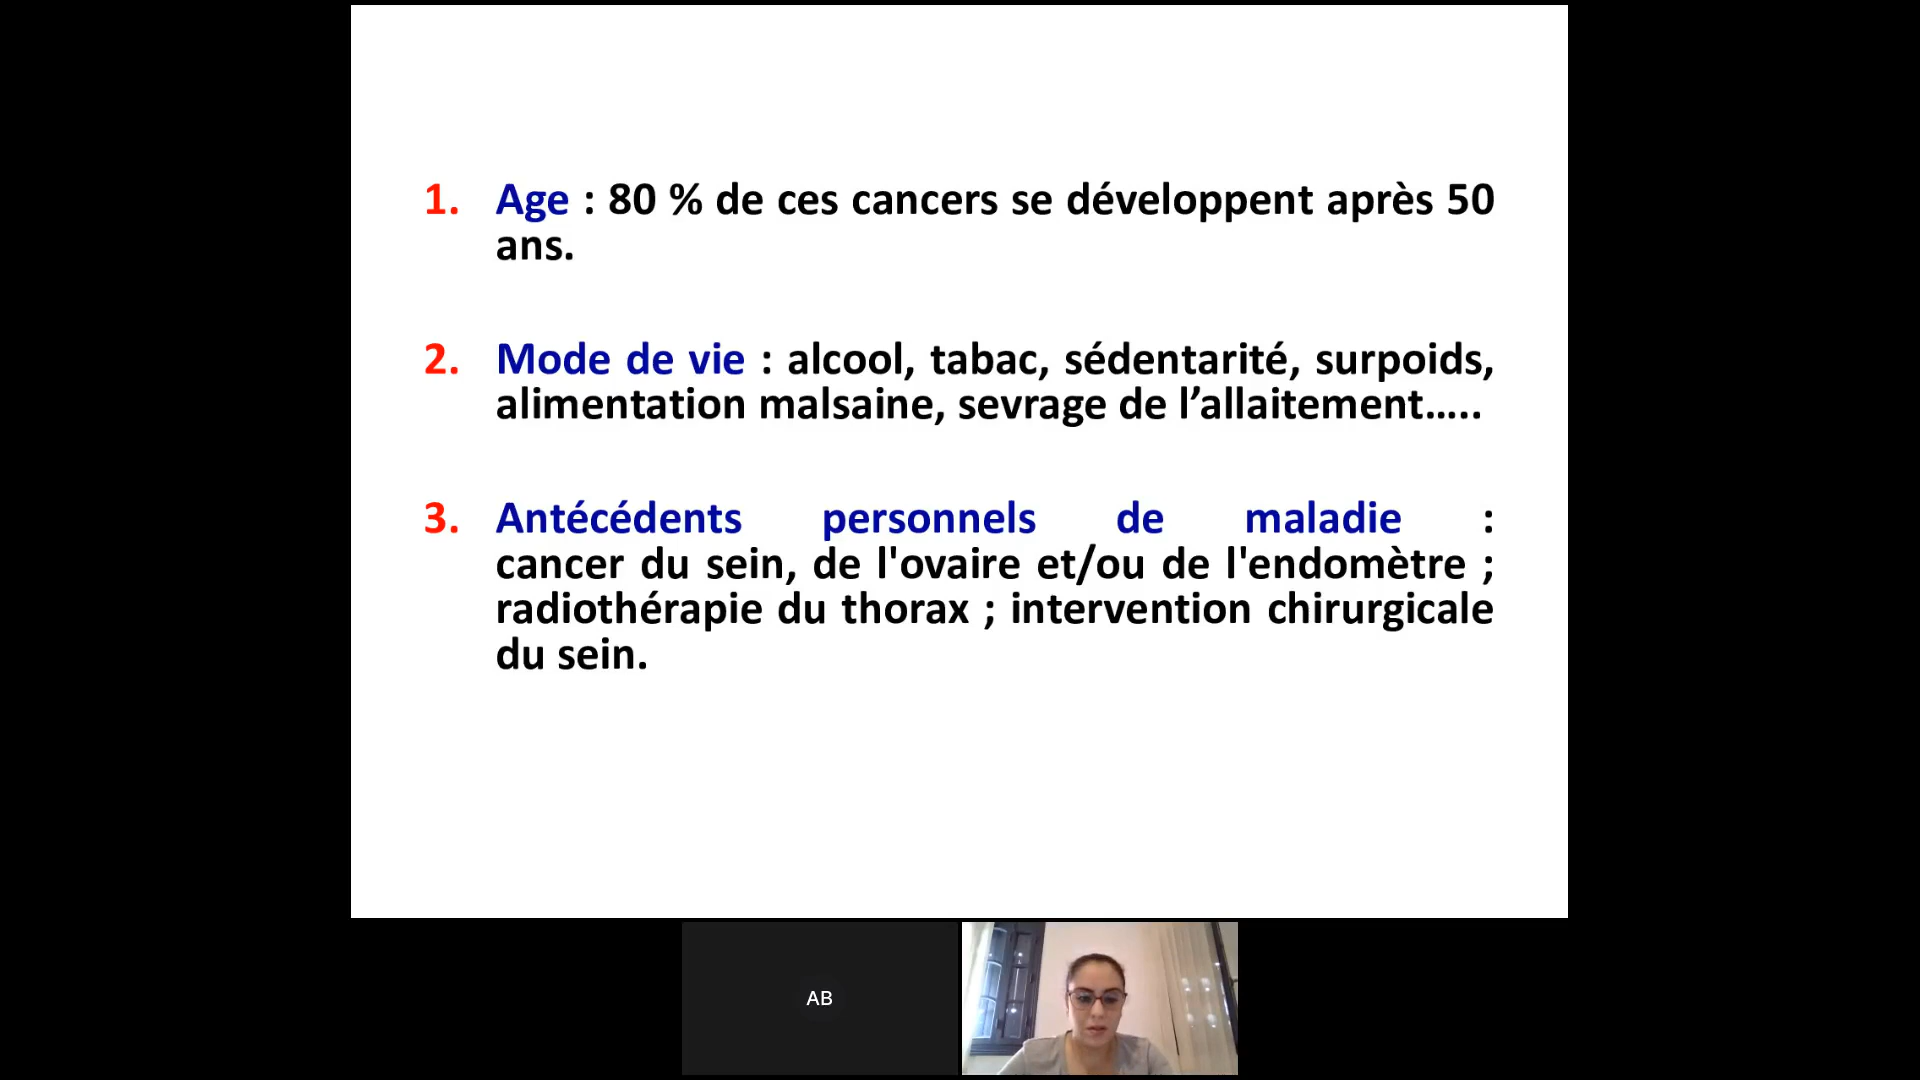 1. Age : 80 % de ces cancers se développent après 50
ans.
2. Mode de vie : alcool, tabac, sédentarité, surpoids,
alimentation malsaine, sevrage de l’allaitement…..
3. Antécédents personnels de maladie :
cancer du sein, de l'ovaire et/ou de l'endomètre ;
radiothérapie du thorax ; intervention chirurgicale
du sein.
AB